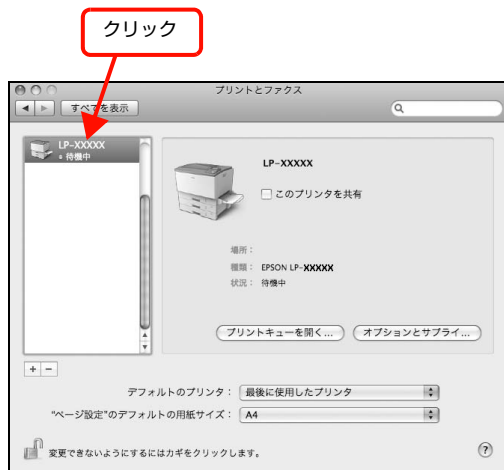 クリック
プリントとファクス
すべてを表示
LP-XXXXX
待機中
LP-XXXXX
このプリンタを共有
場所：
種類： EPSON LP-XXXXX
状況： 待機中
プリントキューを開く...
オプションとサプライ...
+ -
デフォルトのプリンタ： 最後に使用したプリンタ
"ページ設定"のデフォルトの用紙サイズ： A4
変更できないようにするにはカギをクリックします。
?